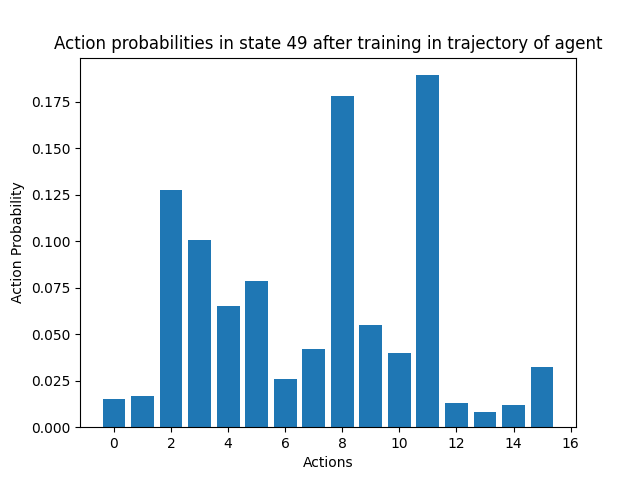 Action probabilities in state 49 after training in trajectory of agent
0.175
0.150
0.125
0.100
0.075
0.050
0.025
0.000
Action Probability
0 2 4 6 8 10 12 14 16
Actions